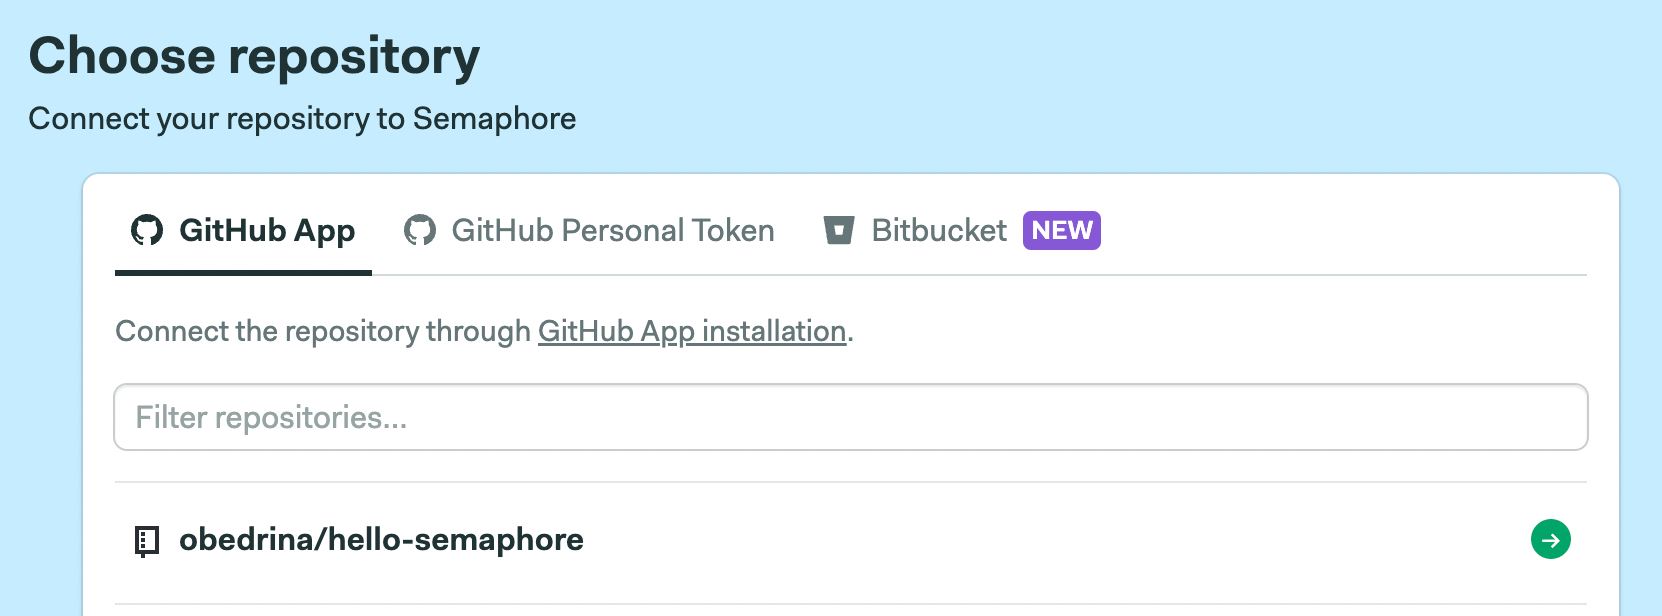 Choose repository
Connect your repository to Semaphore
GitHub App GitHub Personal Token Bitbucket NEW
Connect the repository through GitHub App installation.
Filter repositories...
obedrina/hello-semaphore